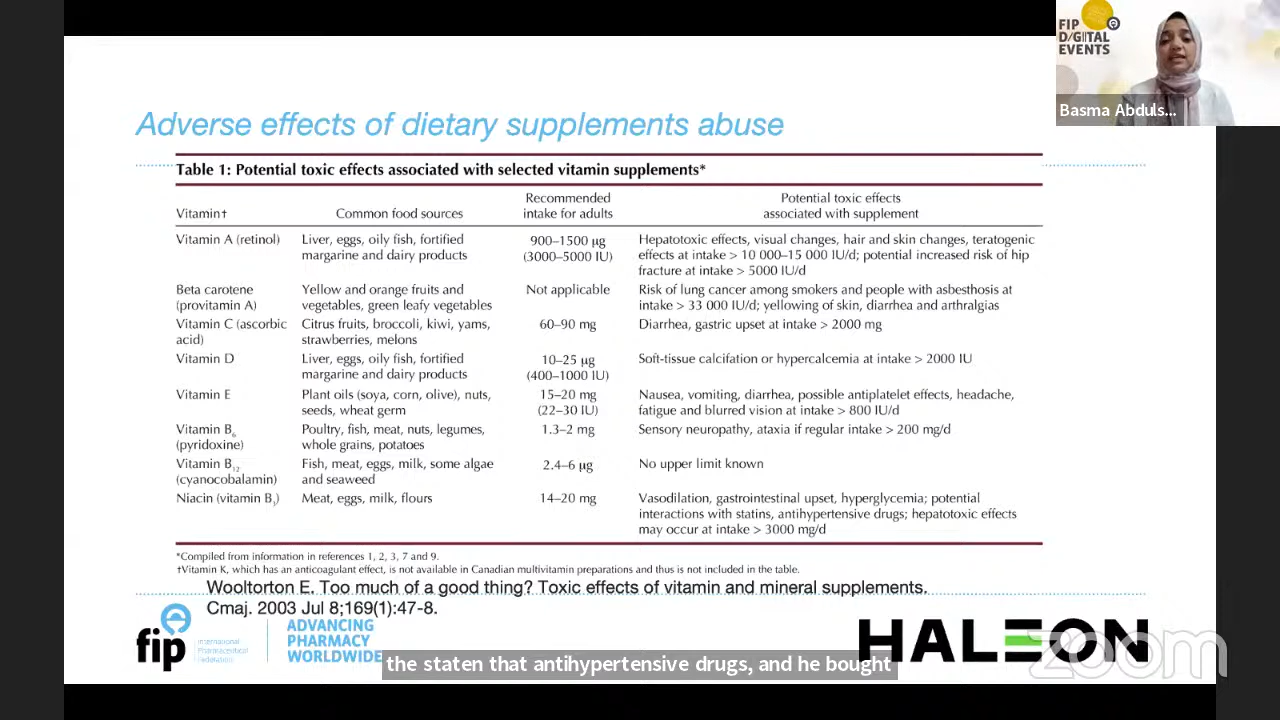 FIP
DIGITAL
EVENTS
Basma Abduls...
Adverse effects of dietary supplements abuse
Table 1: Potential toxic effects associated with selected vitamin supplements*
Vitamin† Common food sources Recommended intake for adults Potential toxic effects associated with supplement
Vitamin A (retinol) Liver, eggs, oily fish, fortified margarine and dairy products 900–1500 µg (3000–5000 IU) Hepatotoxic effects, visual changes, hair and skin changes, teratogenic effects at intake > 10 000–15 000 IU/d; potential increased risk of hip fracture at intake > 5000 IU/d
Beta carotene (provitamin A) Yellow and orange fruits and vegetables, green leafy vegetables Not applicable Risk of lung cancer among smokers and people with asbesthosis at intake > 33 000 IU/d; yellowing of skin, diarrhea and arthralgias
Vitamin C (ascorbic acid) Citrus fruits, broccoli, kiwi, yams, strawberries, melons 60–90 mg Diarrhea, gastric upset at intake > 2000 mg
Vitamin D Liver, eggs, oily fish, fortified margarine and dairy products 10–25 µg (400–1000 IU) Soft-tissue calcifation or hypercalcemia at intake > 2000 IU
Vitamin E Plant oils (soya, corn, olive), nuts, seeds, wheat germ 15–20 mg (22–30 IU) Nausea, vomiting, diarrhea, possible antiplatelet effects, headache, fatigue and blurred vision at intake > 800 IU/d
Vitamin B6 (pyridoxine) Poultry, fish, meat, nuts, legumes, whole grains, potatoes 1.3–2 mg Sensory neuropathy, ataxia if regular intake > 200 mg/d
Vitamin B12 (cyanocobalamin) Fish, meat, eggs, milk, some algae and seaweed 2.4–6 µg No upper limit known
Niacin (vitamin B3) Meat, eggs, milk, flours 14–20 mg Vasodilation, gastrointestinal upset, hyperglycemia; potential interactions with statins, antihypertensive drugs; hepatotoxic effects may occur at intake > 3000 mg/d
*Compiled from information in references 1, 2, 3, 7 and 9.
†Vitamin K, which has an anticoagulant effect, is not available in Canadian multivitamin preparations and thus is not included in the table.
Wooltorton E. Too much of a good thing? Toxic effects of vitamin and mineral supplements.
Cmaj. 2003 Jul 8;169(1):47-8.
fip
International
Pharmaceutical
Federation
ADVANCING
PHARMACY
WORLDWIDE
HALEON
zoom
the staten that antihypertensive drugs, and he bought